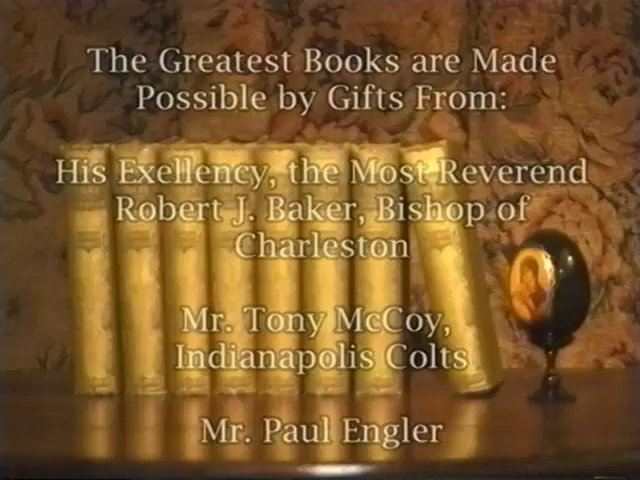 The Greatest Books are Made
Possible by Gifts From:
His Exellency, the Most Reverend
Robert J. Baker, Bishop of
Charleston
Mr. Tony McCoy,
Indianapolis Colts
Mr. Paul Engler